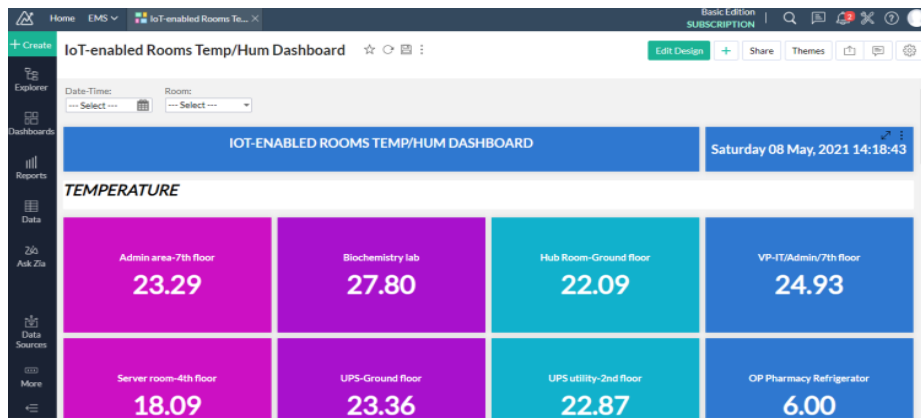 Home EMS IoT-enabled Rooms Te... Basic Edition SUBSCRIPTION 2
+ Create
Explorer
Dashboards
Reports
Data
Ask Zia
Data Sources
More
IoT-enabled Rooms Temp/Hum Dashboard Edit Design + Share Themes
Date-Time: Room:
--- Select --- --- Select ---
IOT-ENABLED ROOMS TEMP/HUM DASHBOARD Saturday 08 May, 2021 14:18:43
TEMPERATURE
Admin area-7th floor Biochemistry lab Hub Room-Ground floor VP-IT/Admin/7th floor
23.29 27.80 22.09 24.93
Server room-4th floor UPS-Ground floor UPS utility-2nd floor OP Pharmacy Refrigerator
18.09 23.36 22.87 6.00